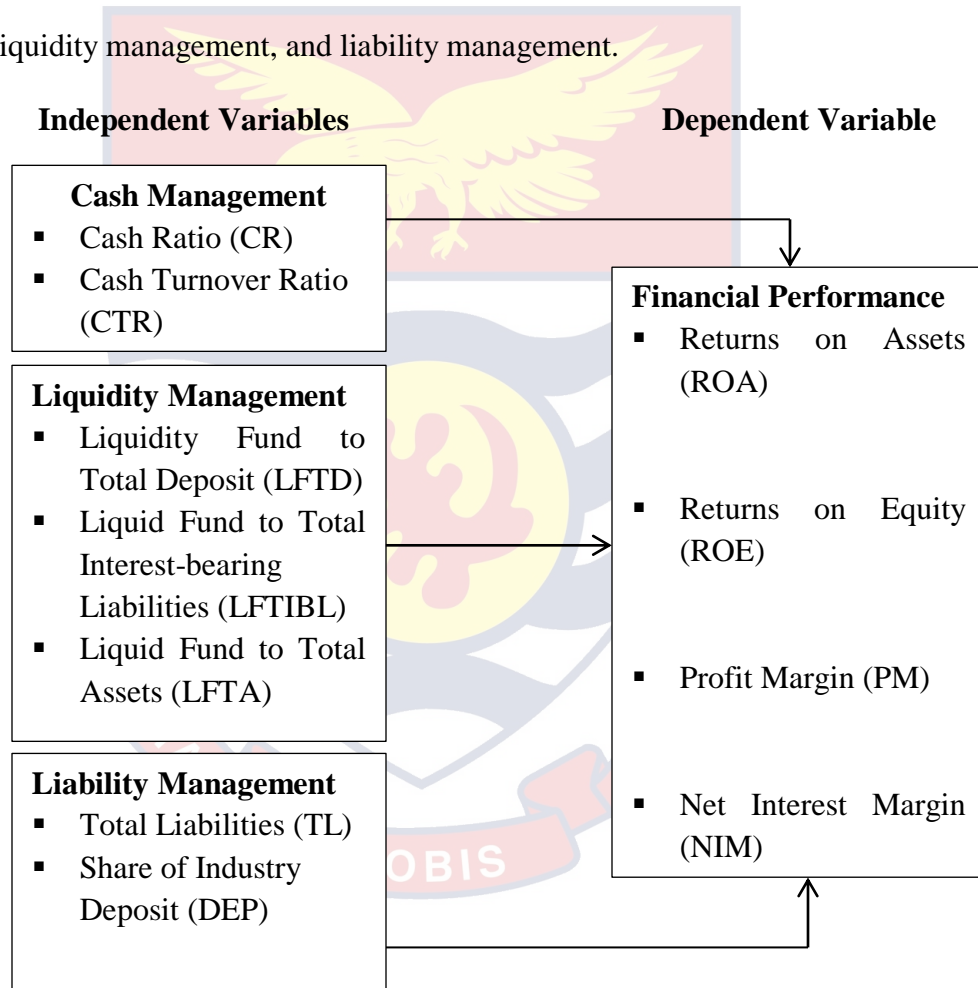 iquidity management, and liability management.
Independent Variables
Dependent Variable
Cash Management
▪ Cash Ratio (CR)
▪ Cash Turnover Ratio
(CTR)
Liquidity Management
▪ Liquidity Fund to
Total Deposit (LFTD)
▪ Liquid Fund to Total
Interest-bearing
Liabilities (LFTIBL)
▪ Liquid Fund to Total
Assets (LFTA)
Liability Management
▪ Total Liabilities (TL)
▪ Share of Industry
Deposit (DEP)
Financial Performance
▪ Returns on Assets
(ROA)
▪ Returns on Equity
(ROE)
▪ Profit Margin (PM)
▪ Net Interest Margin
(NIM)
OBIS